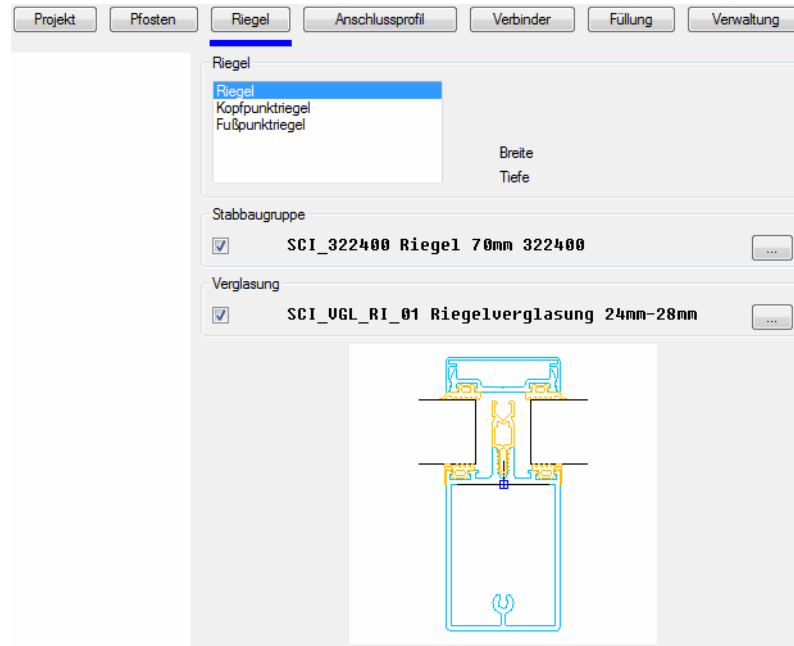 Projekt Pfosten Riegel Anschlussprofil Verbinder Füllung Verwaltung
Riegel
Riegel
Kopfpunktriegel
Fußpunktriegel
Breite
Tiefe
Stabbaugruppe
SCI_322400 Riegel 70mm 322400 ...
Verglasung
SCI_VGL_RI_01 Riegelverglasung 24mm-28mm ...